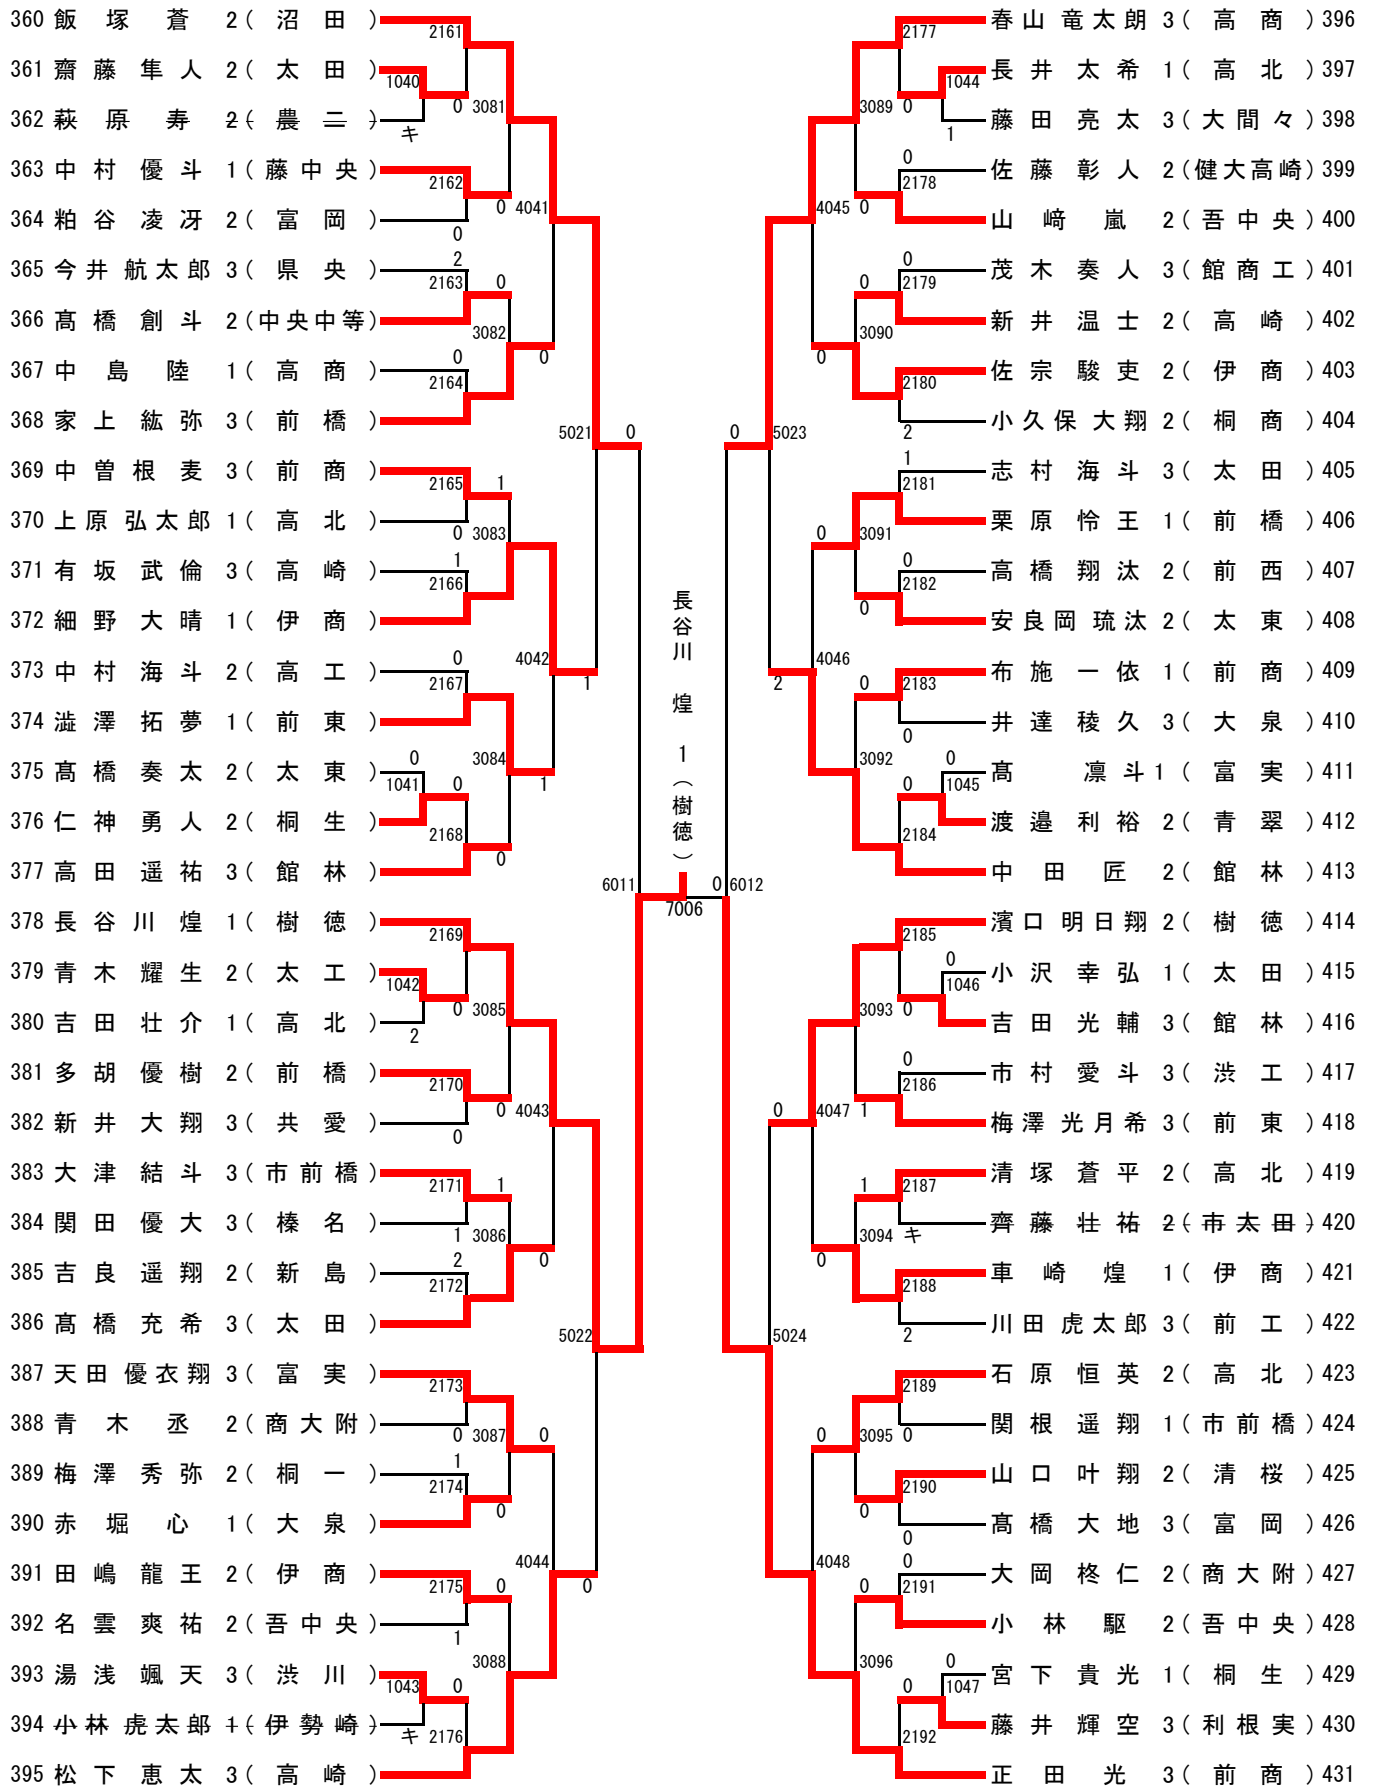 360 飯塚蒼 2(沼田)
361 齋藤隼人 2(太田)
362 萩原寿 2(農二)
363 中村優斗 1(藤中央)
364 粕谷凌冴 2(富岡)
365 今井航太郎 3(県央)
366 髙橋創斗 2(中央中等)
367 中島陸 1(高商)
368 家上紘弥 3(前橋)
369 中曽根麦 3(前商)
370 上原弘太郎 1(高北)
371 有坂武倫 3(高崎)
372 細野大晴 1(伊商)
373 中村海斗 2(高工)
374 澁澤拓夢 1(前東)
375 髙橋奏太 2(太東)
376 仁神勇人 2(桐生)
377 高田遥祐 3(館林)
378 長谷川煌 1(樹徳)
379 青木耀生 2(太工)
380 吉田壮介 1(高北)
381 多胡優樹 2(前橋)
382 新井大翔 3(共愛)
383 大津結斗 3(市前橋)
384 関田優大 3(榛名)
385 吉良遥翔 2(新島)
386 髙橋充希 3(太田)
387 天田優衣翔 3(富実)
388 青木丞 2(商大附)
389 梅澤秀弥 2(桐一)
390 赤堀心 1(大泉)
391 田嶋龍王 2(伊商)
392 名雲爽祐 2(吾中央)
393 湯浅颯天 3(渋川)
394 小林虎太郎 1(伊勢崎)
395 松下恵太 3(高崎)
1040
キ
1041
0
1042
2
1043
キ
2161
0
2162
0
2
2163
0
2164
2165
0
1
2166
0
2167
0
2168
2169
0
2170
0
2171
1
2
2172
2173
0
1
2174
2175
1
0
2176
3081
0
0
3082
1
3083
3084
0
3085
0
1
3086
3087
0
0
3088
4041
0
4042
1
4043
0
0
4044
5021
1
5022
0
0
6011
長谷川 煌 1(樹徳)
7006
0
6012
0
5023
2
0
5024
4045
0
0
4046
4047
0
0
4048
3089
0
0
3090
3091
0
0
3092
3093
1
1
3094
3095
0
0
3096
2177
0
0
2178
0
2179
2180
2
1
2181
0
2182
2183
0
0
2184
2185
0
0
2186
2187
キ
2188
2
2189
0
2190
0
0
2191
0
2192
1044
1
0
1045
0
1046
0
1047
春山竜太朗 3(高商) 396
長井太希 1(高北) 397
藤田亮太 3(大間々) 398
佐藤彰人 2(健大高崎) 399
山﨑嵐 2(吾中央) 400
茂木奏人 3(館商工) 401
新井温士 2(高崎) 402
佐宗駿吏 2(伊商) 403
小久保大翔 2(桐商) 404
志村海斗 3(太田) 405
栗原怜王 1(前橋) 406
高橋翔汰 2(前西) 407
安良岡琉汰 2(太東) 408
布施一依 1(前商) 409
井達稜久 3(大泉) 410
髙凛斗 1(富実) 411
渡邉利裕 2(青翠) 412
中田匠 2(館林) 413
濱口明日翔 2(樹徳) 414
小沢幸弘 1(太田) 415
吉田光輔 3(館林) 416
市村愛斗 3(渋工) 417
梅澤光月希 3(前東) 418
清塚蒼平 2(高北) 419
齊藤壮祐 2(市太田) 420
車崎煌 1(伊商) 421
川田虎太郎 3(前工) 422
石原恒英 2(高北) 423
関根遥翔 1(市前橋) 424
山口叶翔 2(清桜) 425
髙橋大地 3(富岡) 426
大岡柊仁 2(商大附) 427
小林駆 2(吾中央) 428
宮下貴光 1(桐生) 429
藤井輝空 3(利根実) 430
正田光 3(前商) 431